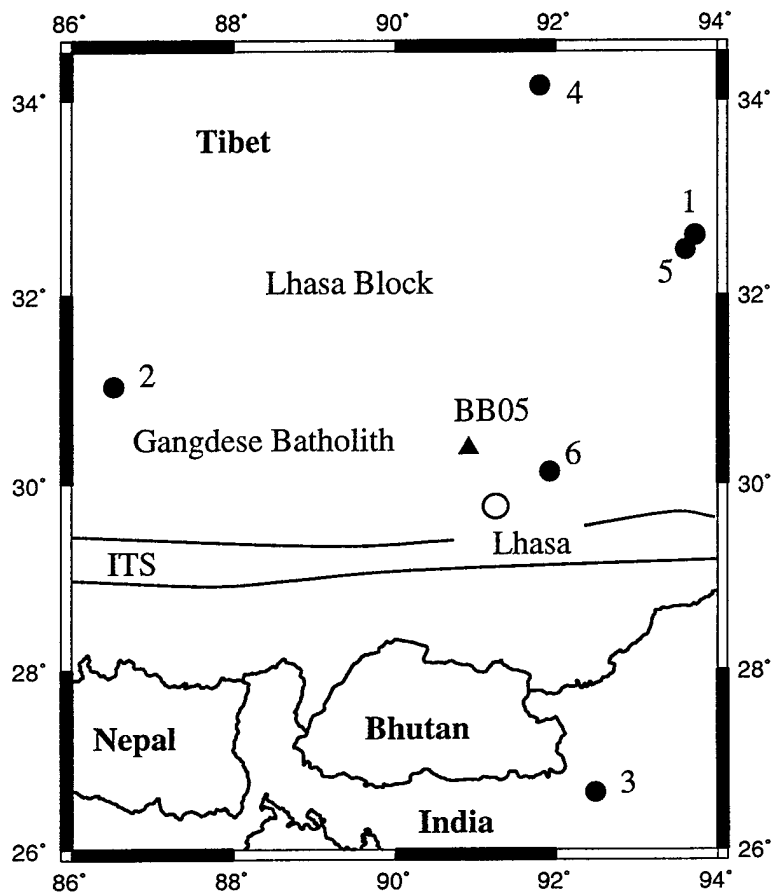 86° 88° 90° 92° 94°
34° 34°
4
Tibet
1
5
32° 32°
Lhasa Block
2
BB05
Gangdese Batholith
6
30° 30°
Lhasa
ITS
28° 28°
Nepal
Bhutan
3
India
26° 26°
86° 88° 90° 92° 94°